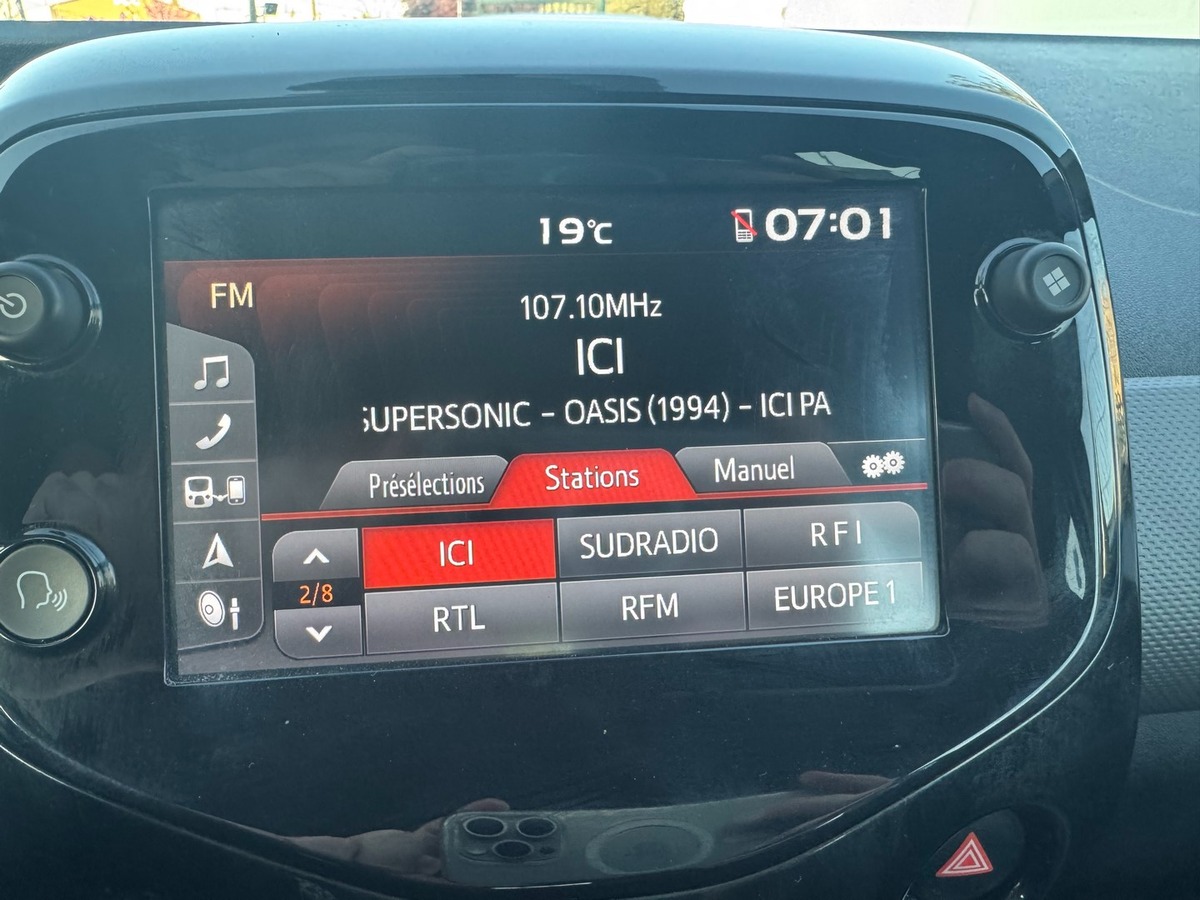 19°C 07:01
FM
107.10MHz
ICI
SUPERSONIC - OASIS (1994) - ICI PA
Présélections Stations Manuel
ICI SUDRADIO RFI
2/8
RTL RFM EUROPE 1